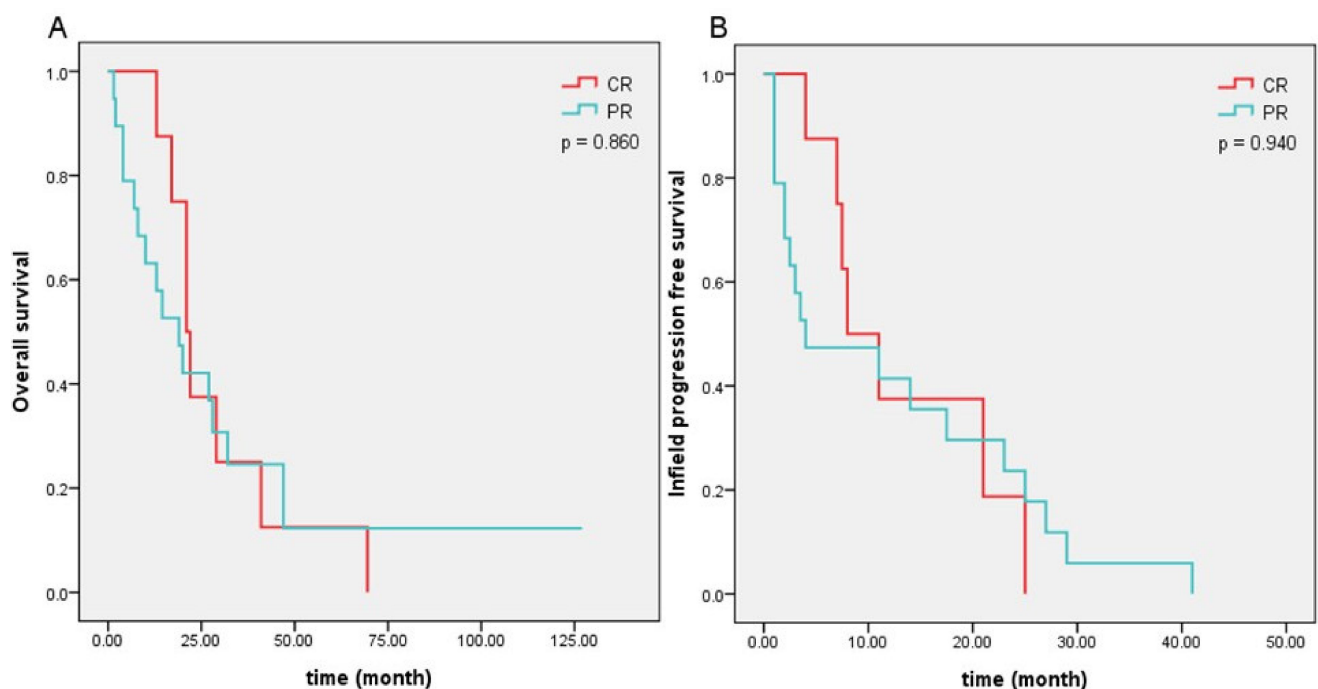 A
Overall survival
1.0
0.8
0.6
0.4
0.2
0.0
CR
PR
p = 0.860
0.00 25.00 50.00 75.00 100.00 125.00
time (month)
B
Infield progression free survival
1.0
0.8
0.6
0.4
0.2
0.0
CR
PR
p = 0.940
0.00 10.00 20.00 30.00 40.00 50.00
time (month)